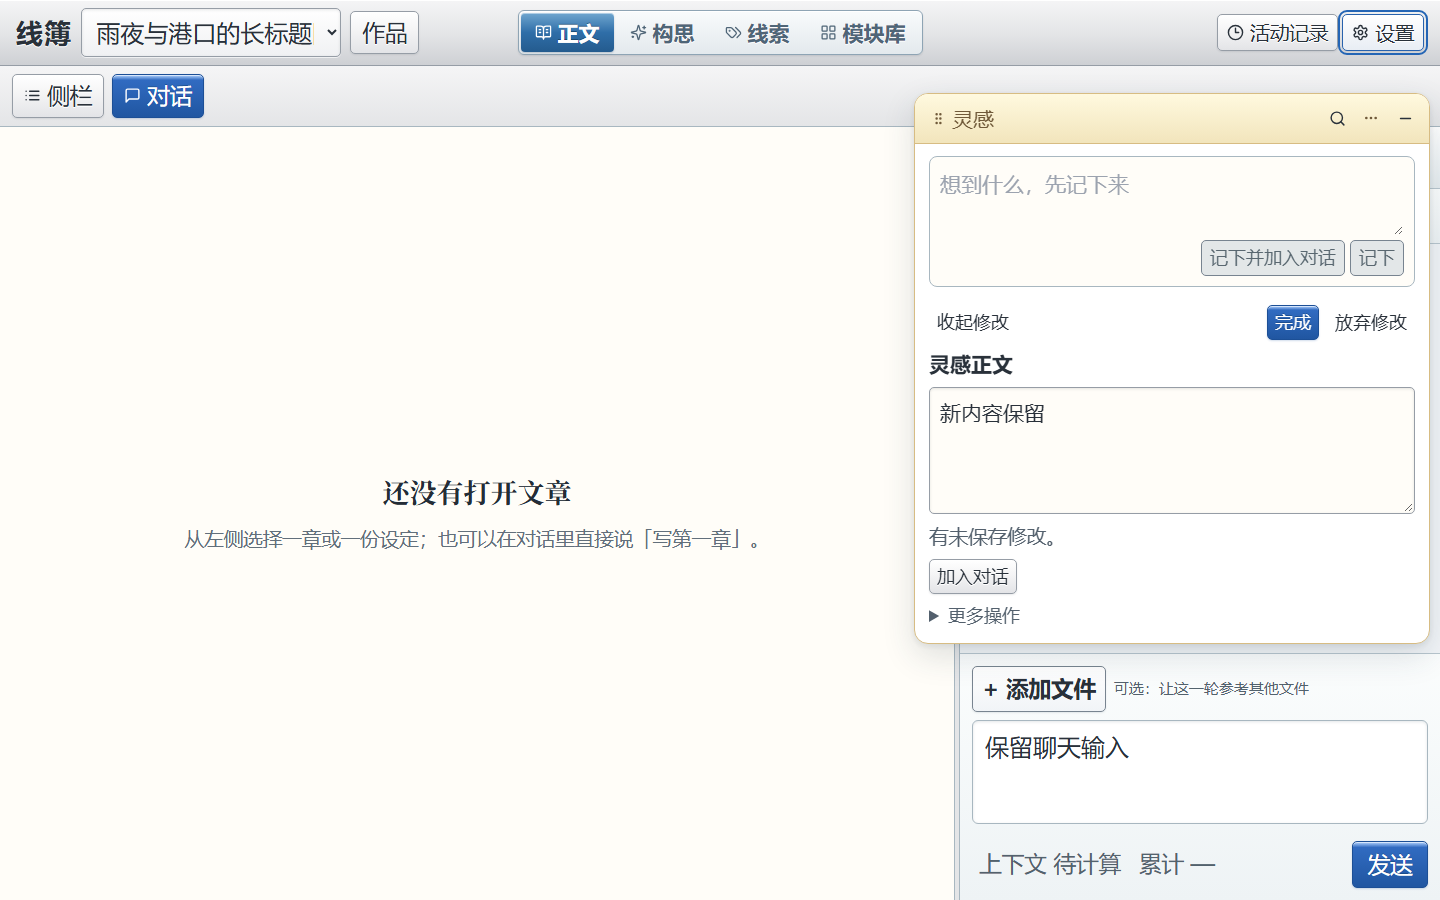 线簿 雨夜与港口的长标题 作品 正文 构思 线索 模块库 活动记录 设置
侧栏 对话
灵感
想到什么，先记下来
记下并加入对话 记下
收起修改 完成 放弃修改
灵感正文
新内容保留
有未保存修改。
加入对话
更多操作
还没有打开文章
从左侧选择一章或一份设定；也可以在对话里直接说「写第一章」。
+ 添加文件 可选：让这一轮参考其他文件
保留聊天输入
上下文 待计算 累计 — 发送